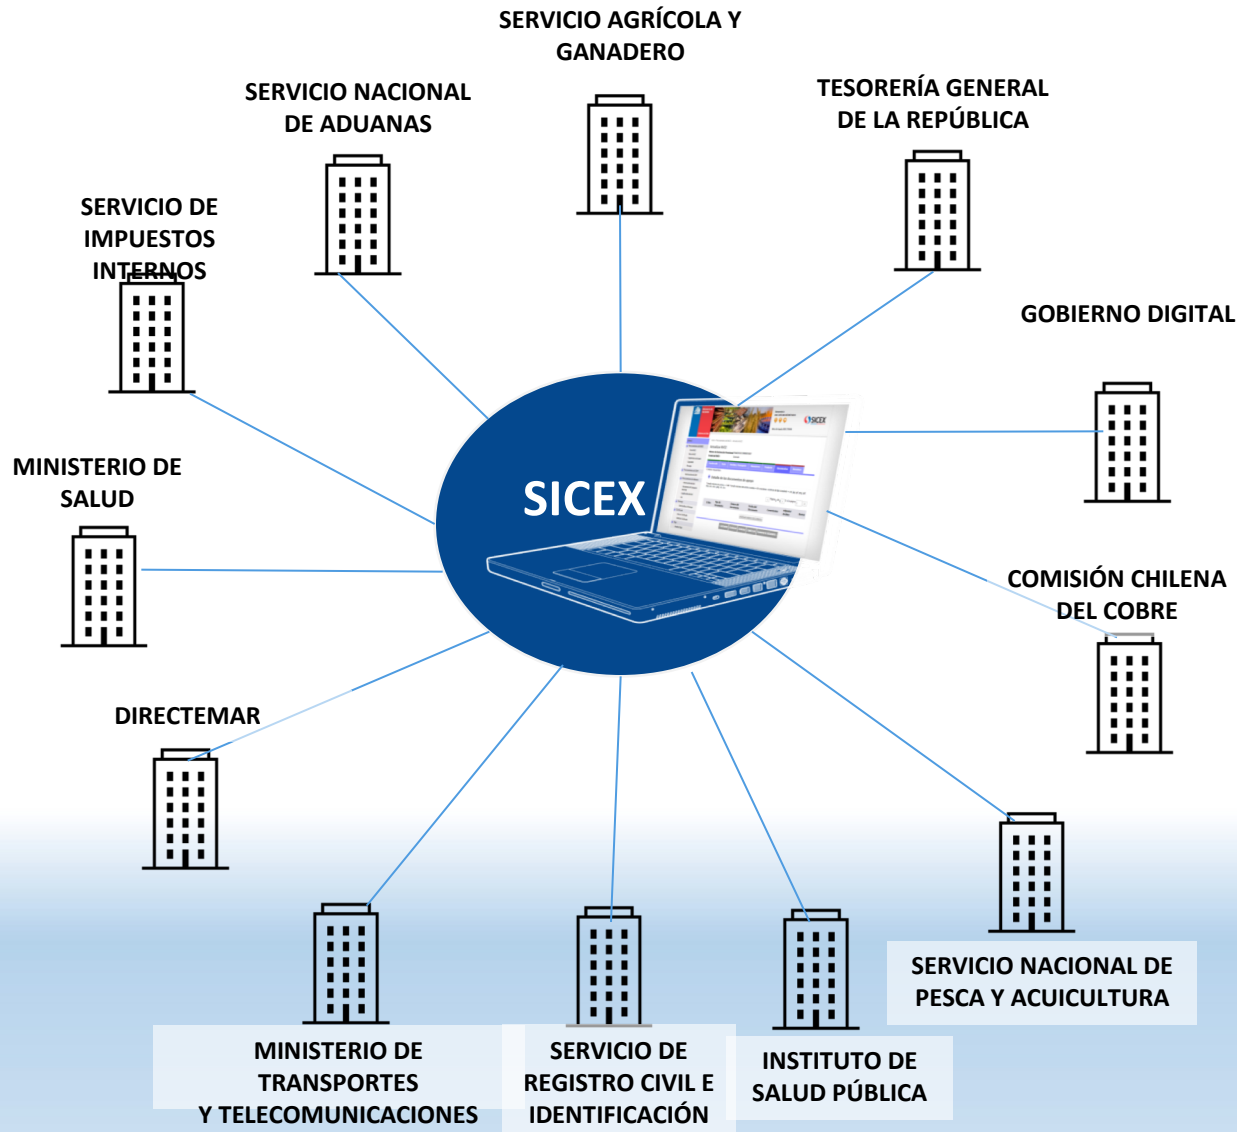 SERVICIO AGRÍCOLA Y
GANADERO
SERVICIO NACIONAL
DE ADUANAS
TESORERÍA GENERAL
DE LA REPÚBLICA
SERVICIO DE
IMPUESTOS
INTERNOS
GOBIERNO DIGITAL
SICEX
MINISTERIO DE
SALUD
SICEX
COMISIÓN CHILENA
DEL COBRE
DIRECTEMAR
SERVICIO NACIONAL DE
PESCA Y ACUICULTURA
MINISTERIO DE
TRANSPORTES
Y TELECOMUNICACIONES
SERVICIO DE
REGISTRO CIVIL E
IDENTIFICACIÓN
INSTITUTO DE
SALUD PÚBLICA